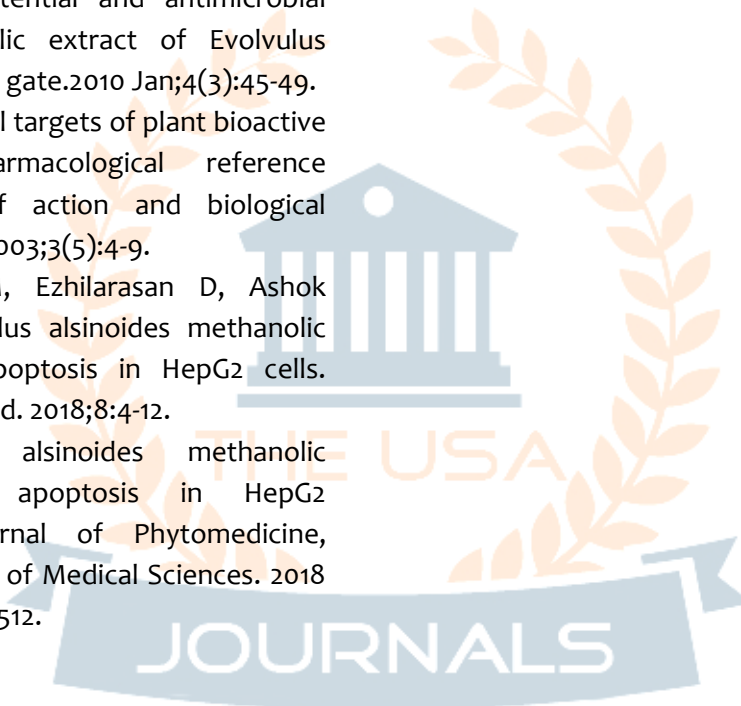 tential and antimicrobial
lic extract of Evolvulus
gate.2010 Jan;4(3):45-49.
l targets of plant bioactive
armacological reference
f action and biological
003;3(5):4-9.
, Ezhilarasan D, Ashok
lus alsinoides methanolic
poptosis in HepG2 cells.
d. 2018;8:4-12.
alsinoides methanolic
apoptosis in HepG2
rnal of Phytomedicine,
of Medical Sciences. 2018
512.
THE USA
JOURNALS